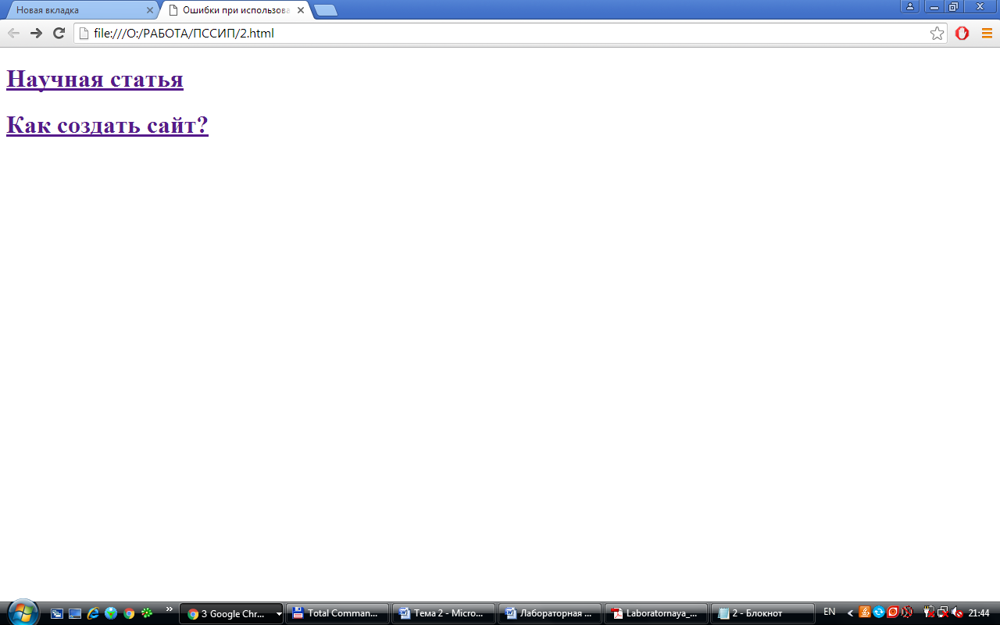 Новая вкладка
Ошибки при использова
file:///O:/РАБОТА/ПССИП/2.html
Научная статья
Как создать сайт?
3 Google Chr...
Total Comman...
Тема 2 - Micro...
Лабораторная ...
Laboratornaya_...
2 - Блокнот
EN
21:44